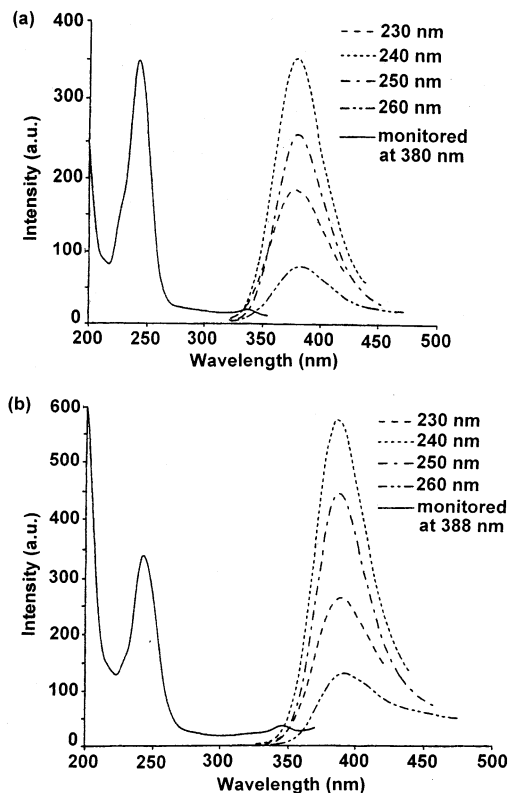 (a)
400
300
200
100
0
Intensity (a.u.)
200
250
300
350
400
450
500
Wavelength (nm)
230 nm
240 nm
250 nm
260 nm
monitored
at 380 nm
(b)
600
500
400
300
200
150
100
50
0
Intensity (a.u.)
200
250
300
350
400
450
500
Wavelength (nm)
230 nm
240 nm
250 nm
260 nm
monitored
at 388 nm